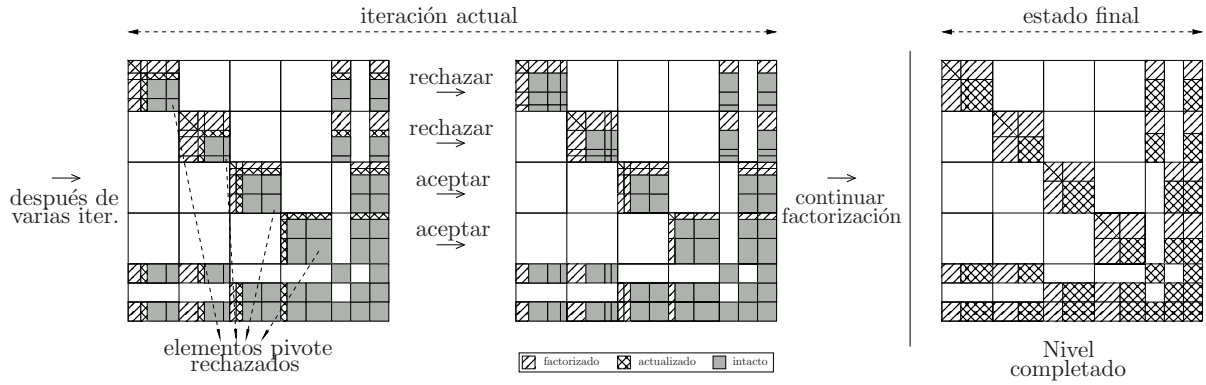 iteración actual
estado final
rechazar
rechazar
aceptar
aceptar
después de
varias iter.
continuar
factorización
elementos pivote
rechazados
factorizado
actualizado
intacto
Nivel
completado